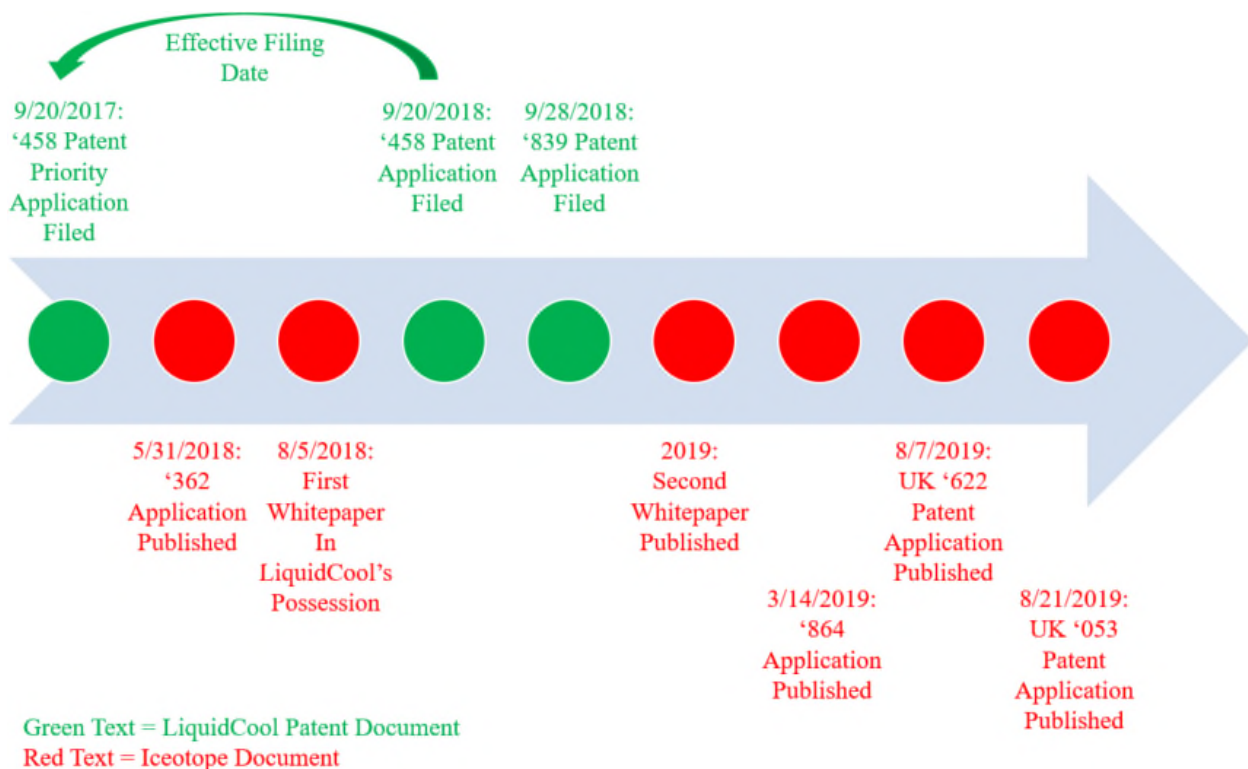 Effective Filing
Date
9/20/2017:
‘458 Patent
Priority
Application
Filed
9/20/2018:
‘458 Patent
Application
Filed
9/28/2018:
‘839 Patent
Application
Filed
5/31/2018:
‘362
Application
Published
8/5/2018:
First
Whitepaper
In
LiquidCool’s
Possession
2019:
Second
Whitepaper
Published
3/14/2019:
‘864
Application
Published
8/7/2019:
UK ‘622
Patent
Application
Published
8/21/2019:
UK ‘053
Patent
Application
Published
Green Text = LiquidCool Patent Document
Red Text = Iceotope Document